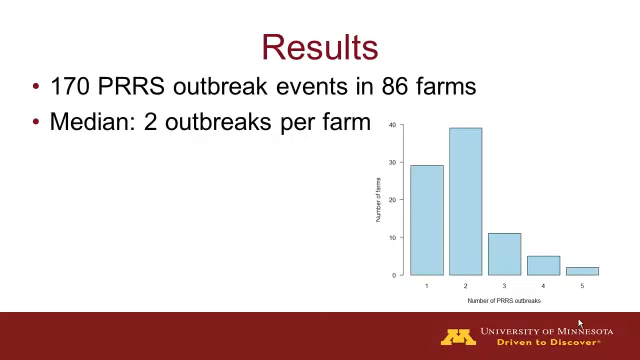 Results
• 170 PRRS outbreak events in 86 farms
• Median: 2 outbreaks per farm
40
30
20
10
0
Number of farms
1 2 3 4 5
Number of PRRS outbreaks
M
UNIVERSITY OF MINNESOTA
Driven to Discover®